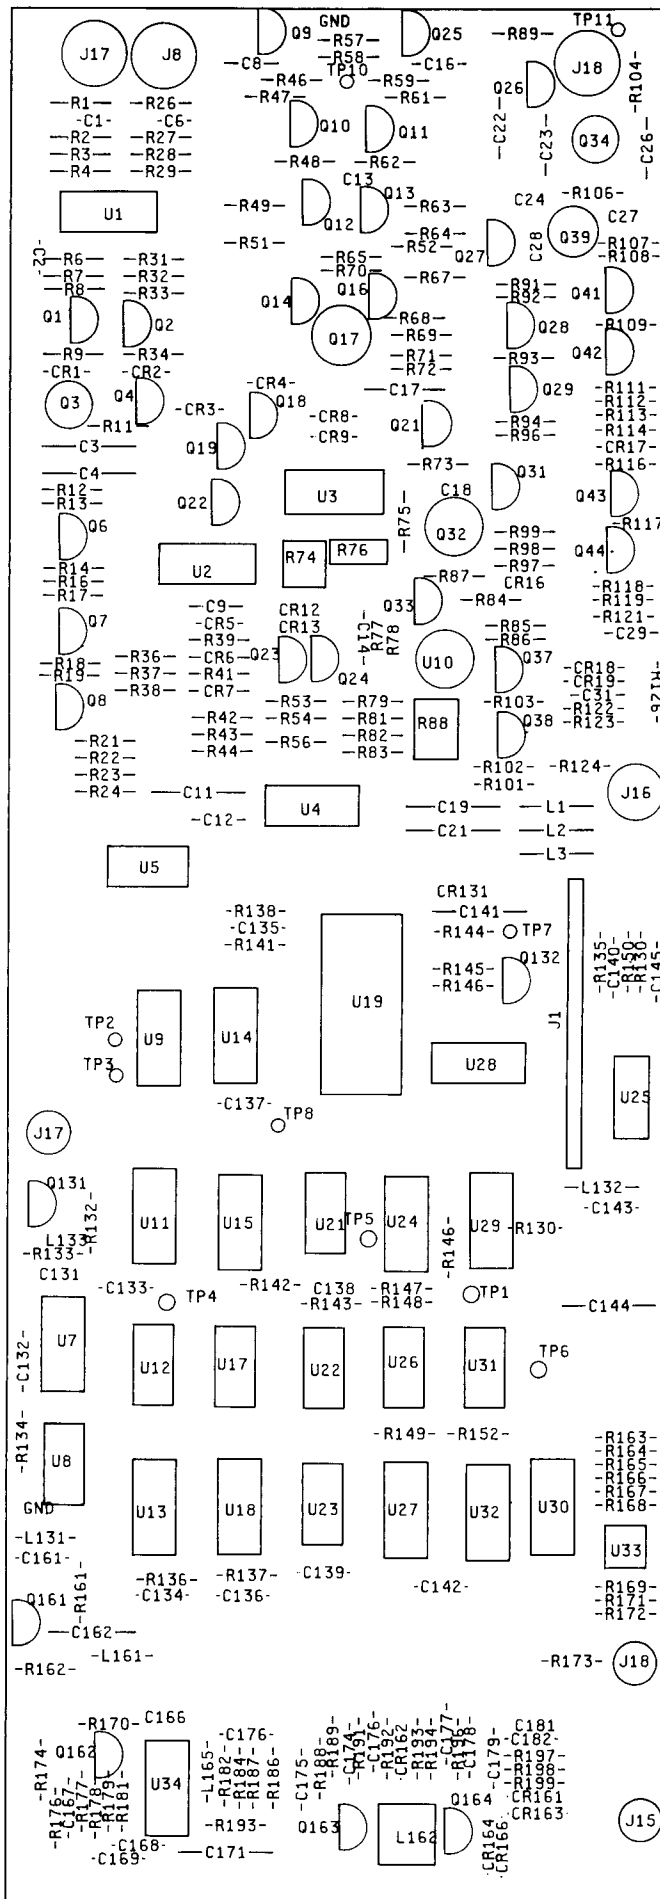 GND
Q9
-R57-
-R58-
Q25
-R89-
TP11
J17
J8
-C8-
-R46-
TP10
-R59-
-C16-
Q26
J18
-R104-
-R1-
-R26-
-R47-
-R61-
-C1-
-C6-
Q10
Q11
-C22-
-C23-
Q34
-C26-
-R2-
-R27-
-R3-
-R28-
-R48-
-R62-
-R4-
-R29-
C13
Q13
U1
-R49-
Q12
-R63-
C24
-R106-
C27
-C2-
-R51-
-R64-
-R52-
Q27
C28
Q39
-R107-
-R108-
-R6-
-R31-
-R65-
-R7-
-R32-
-R70-
-R67-
-R8-
-R33-
Q14
Q16
-R91-
-R92-
Q41
Q1
Q2
Q17
-R68-
-R69-
Q28
-R109-
-R9-
-R34-
-R71-
-R72-
-R93-
Q42
-CR1-
-CR2-
-CR4-
Q3
Q4
-CR3-
Q18
-CR8-
-C17-
Q29
-R111-
-R112-
-R113-
-R11-
-CR9-
Q21
-R94-
-R96-
-R114-
-C3-
Q19
-CR17-
-C4-
-R73-
Q31
-R116-
-R12-
-R13-
Q22
U3
C18
Q43
Q6
-R75-
Q32
-R99-
-R117
U2
R74
R76
-R98-
Q44
-R14-
-R97-
-R16-
-R87-
CR16
-R118-
-R17-
-C9-
CR12
Q33
-R84-
-R119-
Q7
-CR5-
CR13
-C14-
R77
R78
-R85-
-R121-
-R39-
-R86-
-C29-
-R18-
-R36-
-CR6-
Q23
U10
Q37
-CR18-
-R19-
-R37-
-R41-
Q24
-CR19-
-R38-
-CR7-
-C31-
Q8
-R53-
-R79-
-R103-
-R122-
-R42-
-R54-
-R81-
R88
Q38
-R123-
-R21-
-R43-
-R56-
-R82-
-R22-
-R44-
-R83-
-R23-
-R102-
-R124-
-R24-
-C11-
-R101-
J16
-C12-
U4
-C19-
-L1-
-C21-
-L2-
U5
-L3-
CR131
-R138-
-C141-
-C135-
-R144-
TP7
-R141-
-R145-
Q132
-R146-
-R135-
-C140-
-R150-
-R130-
-C145-
U19
J1
TP2
U9
U14
U28
TP3
U25
-C137-
TP8
J17
Q131
-L132-
-R132-
U11
U15
U21
TP5
U24
U29
-C143-
L133
-R146-
-R130-
-R133-
C131
-C133-
-R142-
C138
-R147-
-R143-
-R148-
TP4
TP1
-C144-
-C132-
U7
U12
U17
U22
U26
U31
TP6
-R134-
-R149-
-R152-
-R163-
-R164-
U8
-R165-
-R166-
-R167-
GND
U13
U18
U23
U27
U32
U30
-R168-
-L131-
U33
-C161-
-R161-
-R136-
-R137-
-C139-
-C142-
-R169-
Q161
-C134-
-C136-
-R171-
-R172-
-C162-
-R162-
-L161-
-R173-
J18
-R170-
C166
-C176-
-R174-
Q162
-R176-
-C167-
-R177-
-R178-
-R179-
-R181-
U34
-L165-
-R182-
-R184-
-R187-
-R186-
-C175-
-R188-
-R189-
-C174-
-R191-
-C176-
-R192-
-CR162-
-R193-
-R194-
-C177-
-R196-
-C178-
-C179-
C181
-C182-
-R197-
-R198-
-R199-
-CR161
-CR163-
-R193-
Q163
L162
Q164
J15
-C168-
-C169-
-C171-
-CR164-
-CR166-